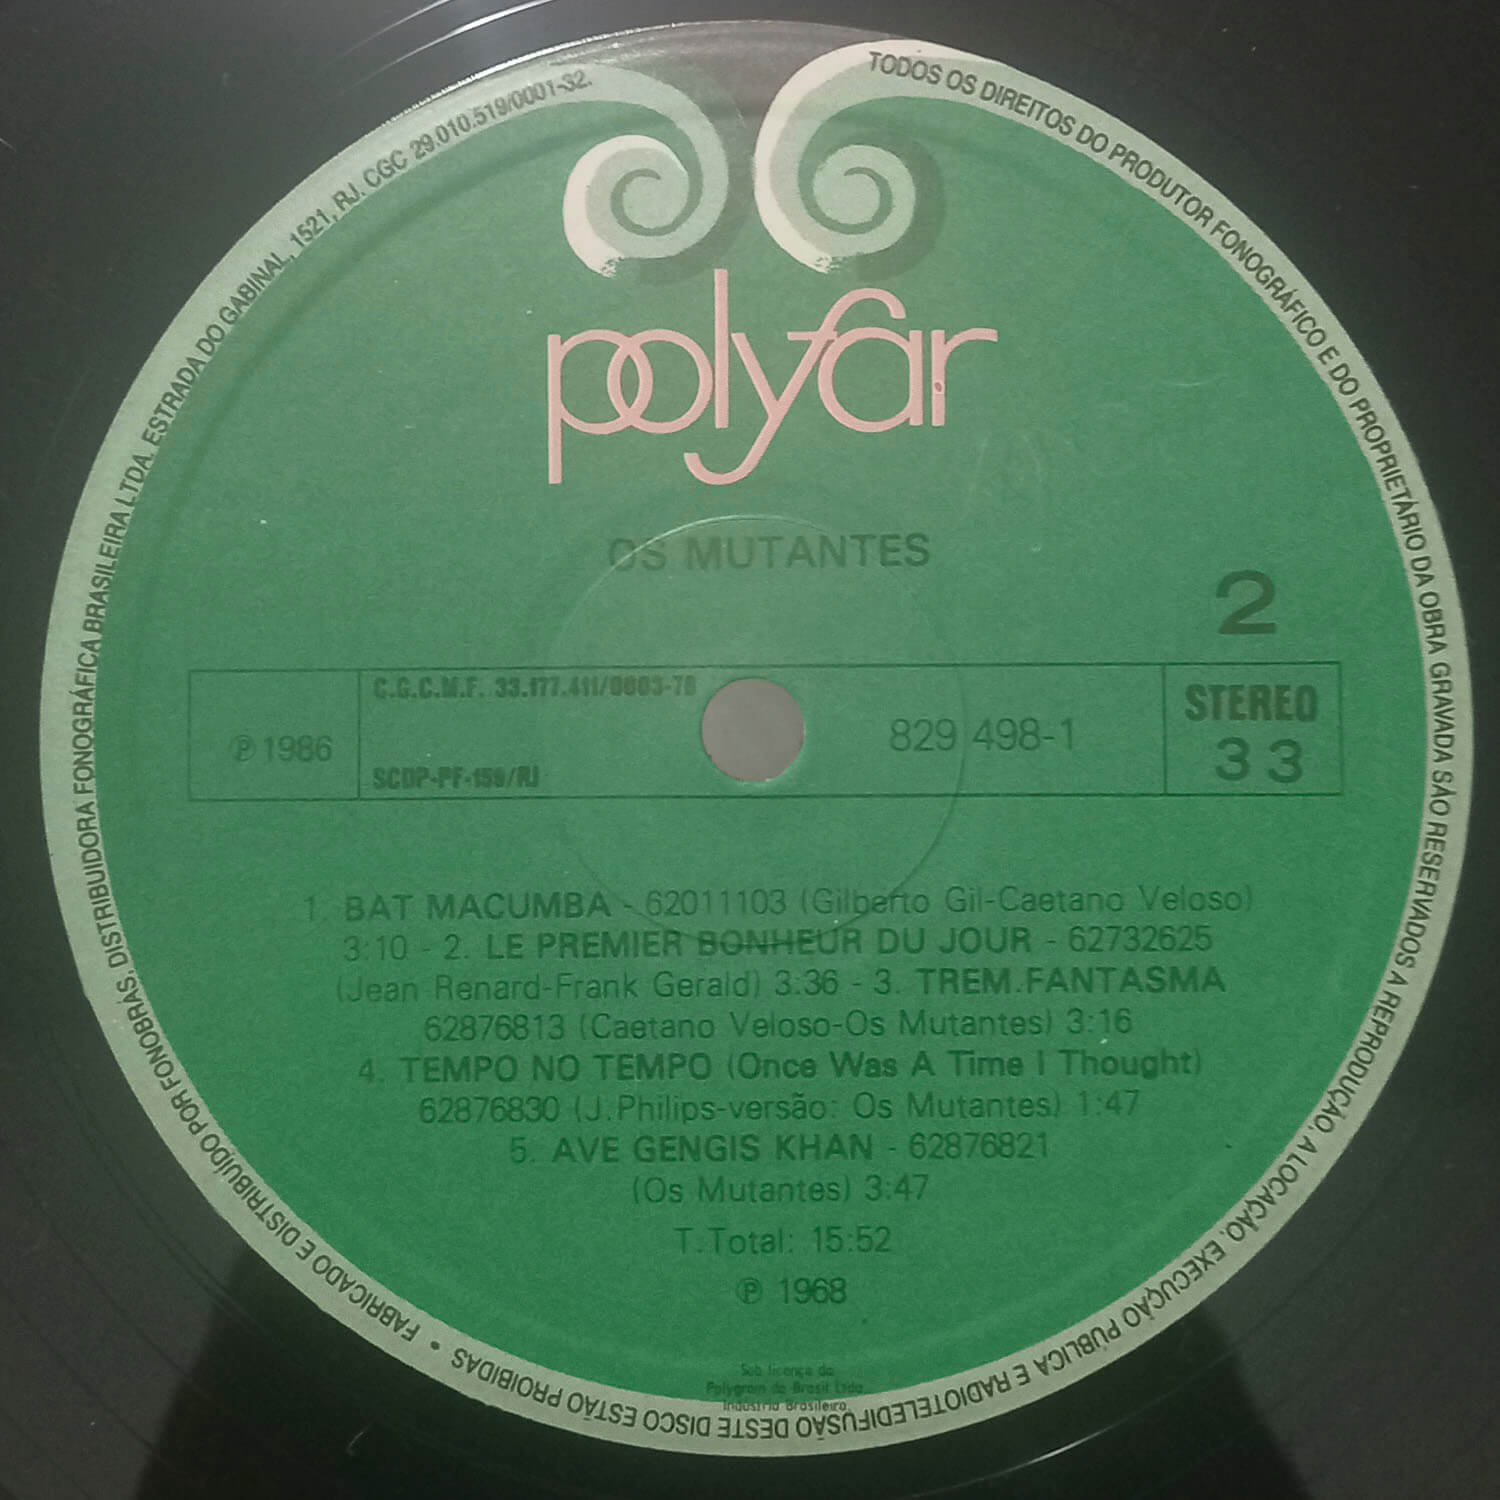 polyfar
OS MUTANTES
2
℗ 1986
C.G.C.M.F. 33.177.411/0003-78
SCDP-PF-159/RJ
829 498-1
STEREO
33
1. BAT MACUMBA - 62011103 (Gilberto Gil-Caetano Veloso)
3:10 - 2. LE PREMIER BONHEUR DU JOUR - 62732625
(Jean Renard-Frank Gerald) 3:36 - 3. TREM.FANTASMA
62876813 (Caetano Veloso-Os Mutantes) 3:16
4. TEMPO NO TEMPO (Once Was A Time I Thought)
62876830 (J.Philips-versão: Os Mutantes) 1:47
5. AVE GENGIS KHAN - 62876821
(Os Mutantes) 3:47
T.Total: 15:52
℗ 1968
Sob licença da
Polygram do Brasil Ltda.
Indústria Brasileira.
FABRICADO E DISTRIBUÍDO POR FONOBRÁS, DISTRIBUIDORA FONOGRÁFICA BRASILEIRA LTDA. ESTRADA DO GABINAL, 1521, RJ. CGC 29.010.519/0001-32.
TODOS OS DIREITOS DO PRODUTOR FONOGRÁFICO E DO PROPRIETÁRIO DA OBRA GRAVADA SÃO RESERVADOS A REPRODUÇÃO, A LOCAÇÃO, EXECUÇÃO PÚBLICA E RADIOTELEDIFUSÃO DESTE DISCO ESTÃO PROIBIDAS •